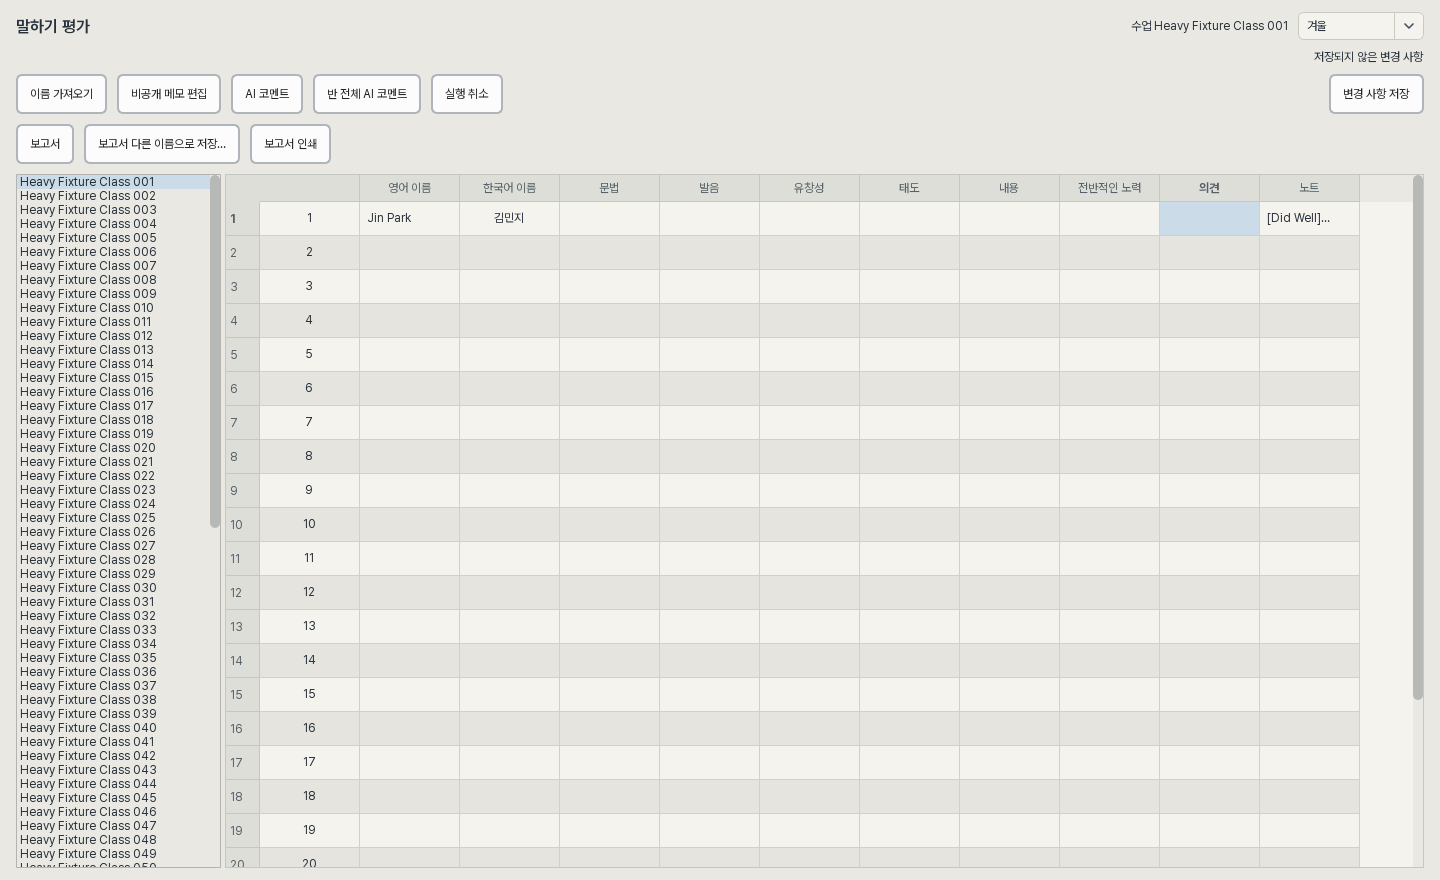 말하기 평가
수업 Heavy Fixture Class 001 겨울
저장되지 않은 변경 사항
이름 가져오기 비공개 메모 편집 AI 코멘트 반 전체 AI 코멘트 실행 취소 변경 사항 저장
보고서 보고서 다른 이름으로 저장... 보고서 인쇄
Heavy Fixture Class 001
Heavy Fixture Class 002
Heavy Fixture Class 003
Heavy Fixture Class 004
Heavy Fixture Class 005
Heavy Fixture Class 006
Heavy Fixture Class 007
Heavy Fixture Class 008
Heavy Fixture Class 009
Heavy Fixture Class 010
Heavy Fixture Class 011
Heavy Fixture Class 012
Heavy Fixture Class 013
Heavy Fixture Class 014
Heavy Fixture Class 015
Heavy Fixture Class 016
Heavy Fixture Class 017
Heavy Fixture Class 018
Heavy Fixture Class 019
Heavy Fixture Class 020
Heavy Fixture Class 021
Heavy Fixture Class 022
Heavy Fixture Class 023
Heavy Fixture Class 024
Heavy Fixture Class 025
Heavy Fixture Class 026
Heavy Fixture Class 027
Heavy Fixture Class 028
Heavy Fixture Class 029
Heavy Fixture Class 030
Heavy Fixture Class 031
Heavy Fixture Class 032
Heavy Fixture Class 033
Heavy Fixture Class 034
Heavy Fixture Class 035
Heavy Fixture Class 036
Heavy Fixture Class 037
Heavy Fixture Class 038
Heavy Fixture Class 039
Heavy Fixture Class 040
Heavy Fixture Class 041
Heavy Fixture Class 042
Heavy Fixture Class 043
Heavy Fixture Class 044
Heavy Fixture Class 045
Heavy Fixture Class 046
Heavy Fixture Class 047
Heavy Fixture Class 048
Heavy Fixture Class 049
Heavy Fixture Class 050
영어 이름 한국어 이름 문법 발음 유창성 태도 내용 전반적인 노력 의견 노트
1 1 Jin Park 김민지 [Did Well]...
2 2
3 3
4 4
5 5
6 6
7 7
8 8
9 9
10 10
11 11
12 12
13 13
14 14
15 15
16 16
17 17
18 18
19 19
20 20